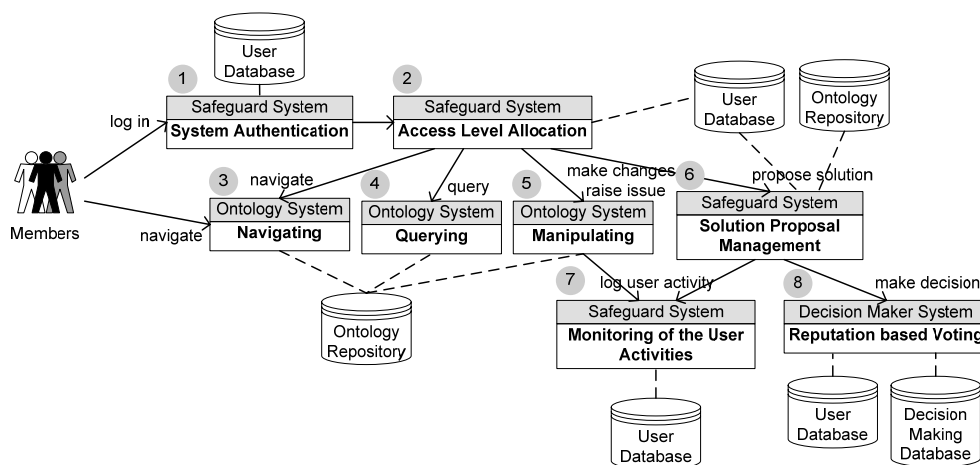 User
Database
1
2
Safeguard System
System Authentication
Safeguard System
Access Level Allocation
User
Database
Ontology
Repository
log in
Members
navigate
3
navigate
4
query
5
make changes
raise issue
6
propose solution
Ontology System
Navigating
Ontology System
Querying
Ontology System
Manipulating
Safeguard System
Solution Proposal
Management
Ontology
Repository
7
log user activity
8
make decision
Safeguard System
Monitoring of the User
Activities
Decision Maker System
Reputation based Voting
User
Database
User
Database
Decision
Making
Database